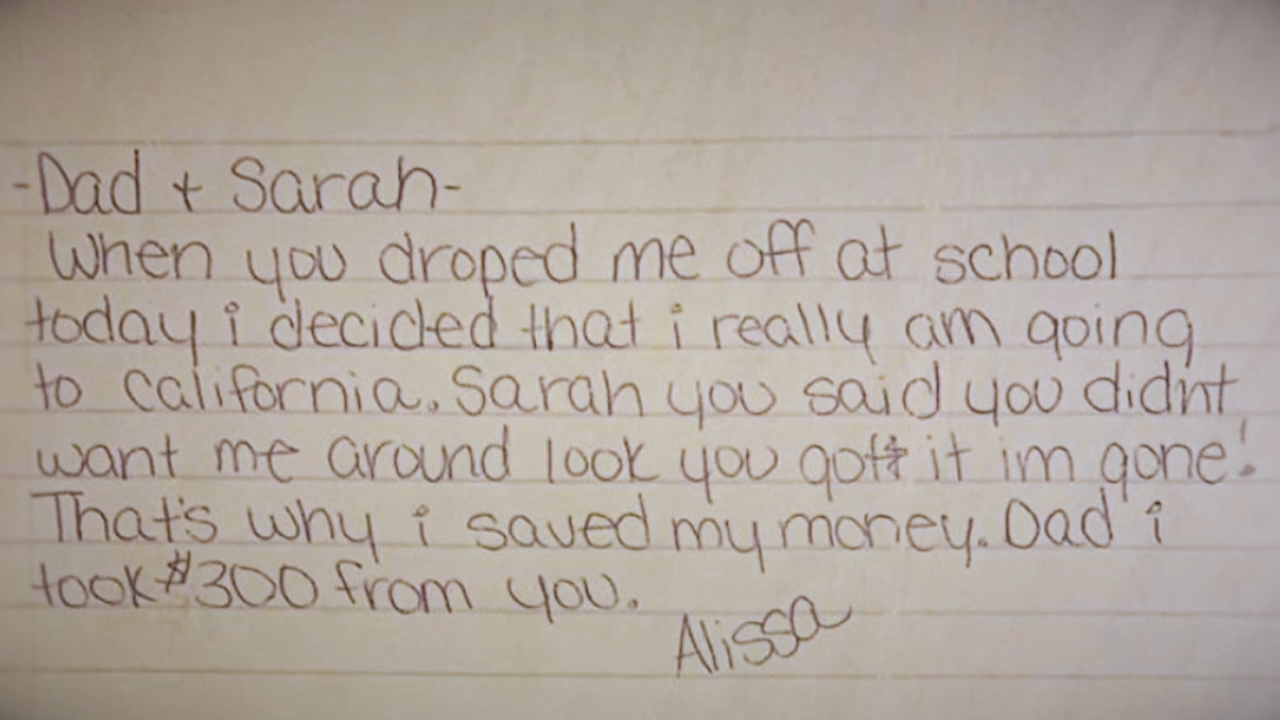 -Dad + Sarah-
When you droped me off at school
today i decided that i really am going
to california. Sarah you said you didnt
want me around look you gott it im gone!
That's why i saved my money. Dad i
took $300 from you.
Alissa